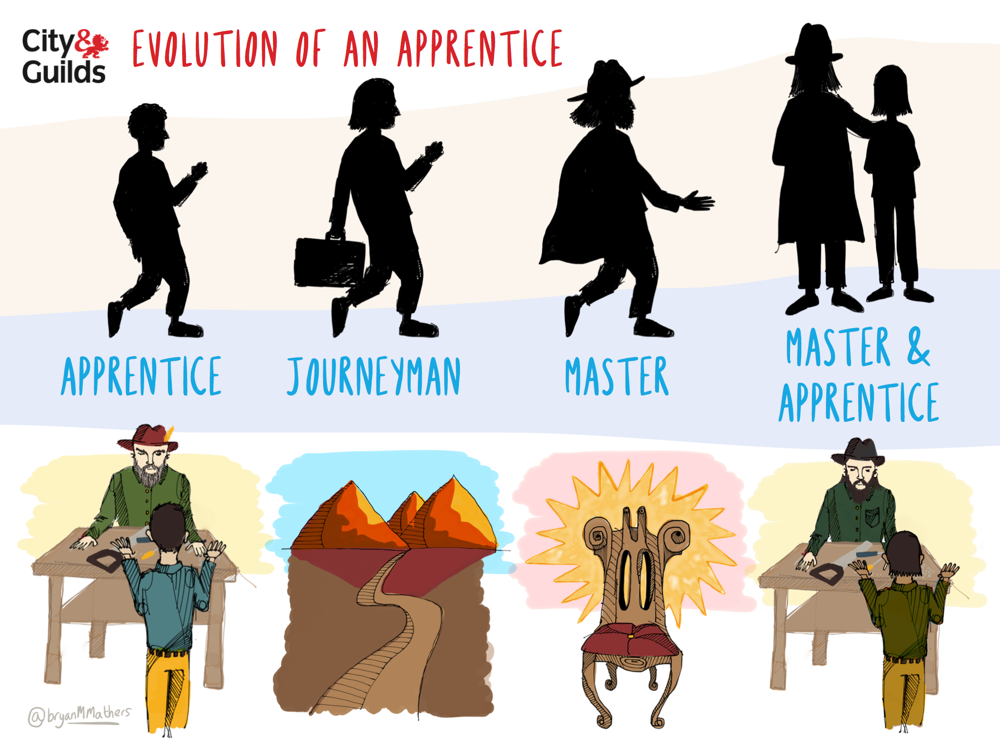 City&
Guilds
EVOLUTION OF AN APPRENTICE
APPRENTICE
JOURNEYMAN
MASTER
MASTER &
APPRENTICE
@bryanMMathers